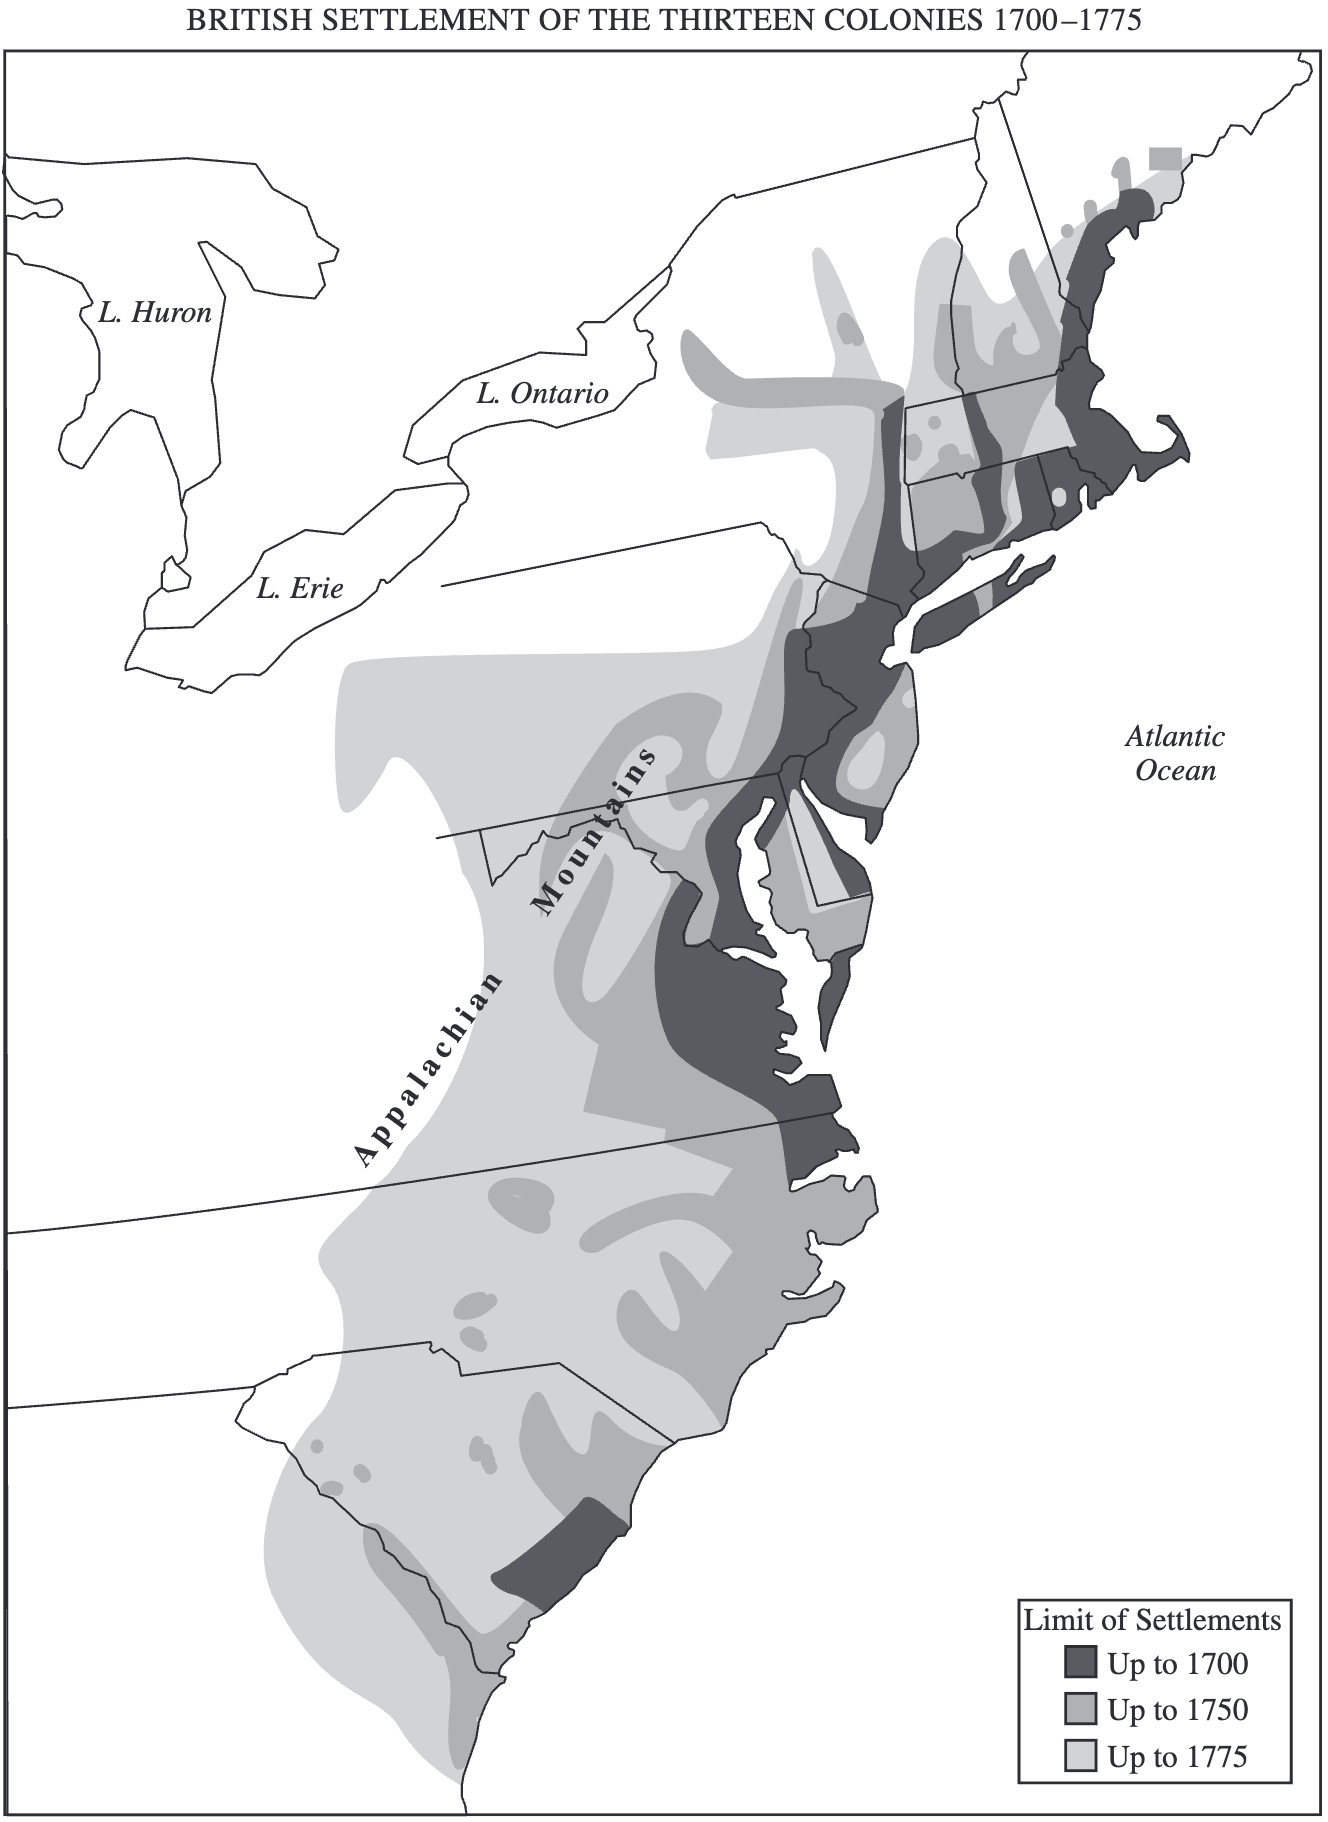 BRITISH SETTLEMENT OF THE THIRTEEN COLONIES 1700–1775
L. Huron
L. Ontario
L. Erie
Atlantic
Ocean
Appalachian
Mountains
Limit of Settlements
Up to 1700
Up to 1750
Up to 1775